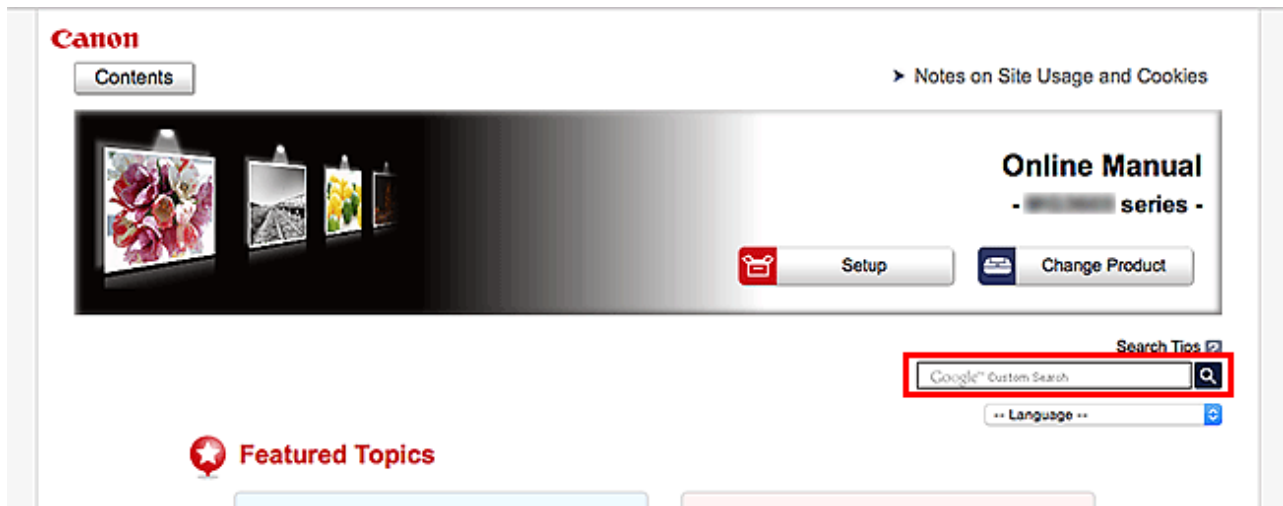 Canon
Contents
Notes on Site Usage and Cookies
Online Manual
- series -
Setup
Change Product
Search Tips
Google™ Custom Search
-- Language --
Featured Topics